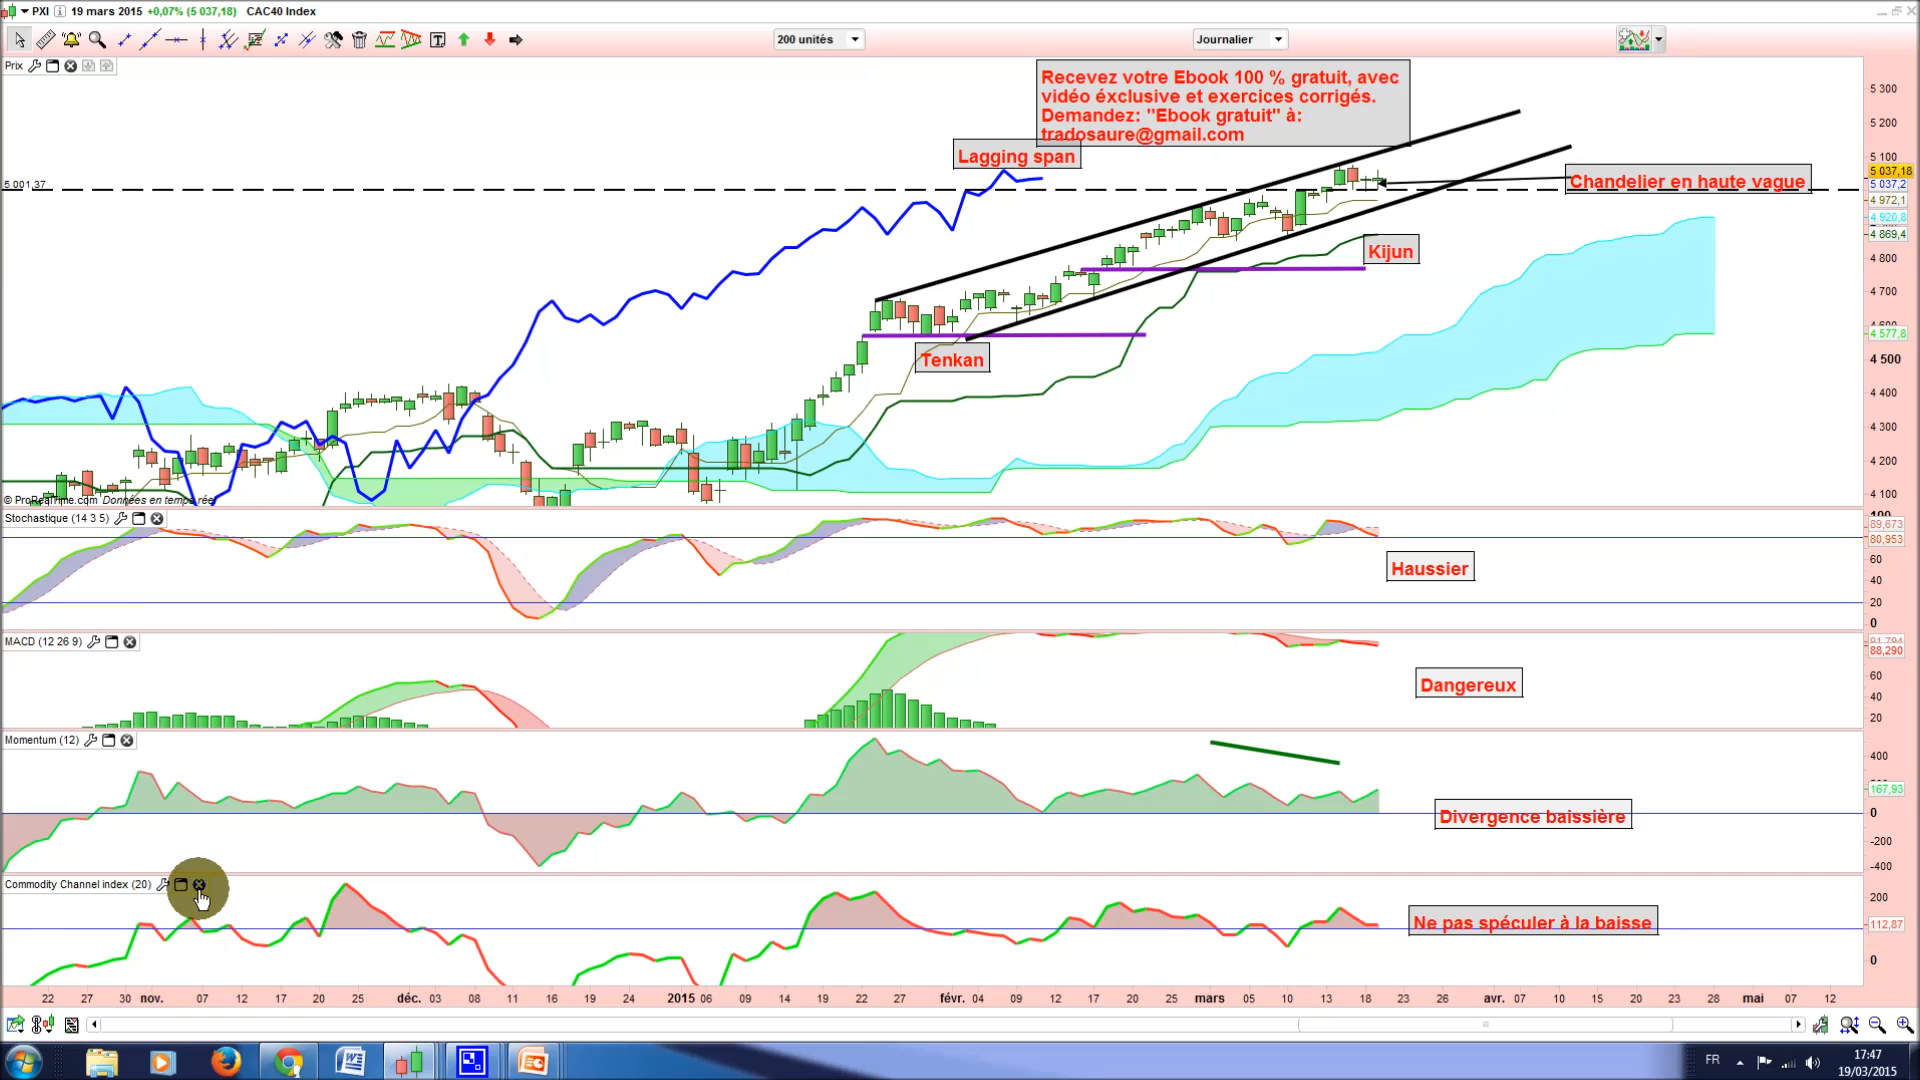 PXI 19 mars 2015 +0,07% (5 037,18) CAC40 Index
200 unités
Journalier
Prix
Recevez votre Ebook 100 % gratuit, avec
vidéo éxclusive et exercices corrigés.
Demandez: "Ebook gratuit" à:
tradosaure@gmail.com
Lagging span
Chandelier en haute vague
Kijun
Tenkan
5 001,37
5 300
5 200
5 100
5 037,18
5 037,2
4 972,1
4 920,8
4 869,4
4 800
4 700
4 600
4 577,8
4 500
4 400
4 300
4 200
4 100
© ProRealTime.com Données en temps réel
Stochastique (14 3 5)
Haussier
100
89,673
80,953
60
40
20
0
MACD (12 26 9)
Dangereux
91,794
88,290
60
40
20
Momentum (12)
Divergence baissière
400
167,93
0
-200
-400
Commodity Channel index (20)
Ne pas spéculer à la baisse
200
112,87
0
22 27 30 nov. 07 12 17 20 25 déc. 03 08 11 16 19 24 2015 06 09 14 19 22 27 févr. 04 09 12 17 20 25 mars 05 10 13 18 23 26 avr. 07 10 15 20 23 28 mai 07 12
FR
17:47
19/03/2015